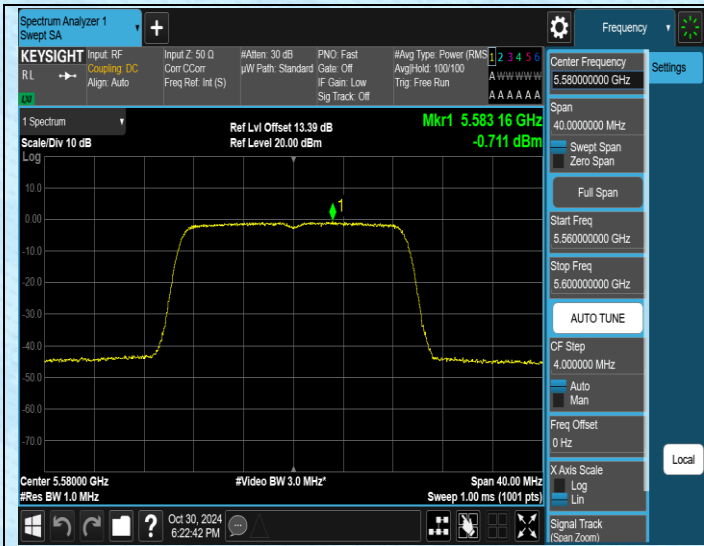 Spectrum Analyzer 1
Swept SA
+
Frequency
KEYSIGHT
Input: RF
Coupling: DC
Align: Auto
Input Z: 50 Ω
Corr CCorr
Freq Ref: Int (S)
#Atten: 30 dB
µW Path: Standard
PNO: Fast
Gate: Off
IF Gain: Low
Sig Track: Off
#Avg Type: Power (RMS
Avg|Hold: 100/100
Trig: Free Run
1 2 3 4 5 6
A W W W W W
A A A A A A
R L
LXI
1 Spectrum
Scale/Div 10 dB
Log
Ref Lvl Offset 13.39 dB
Ref Level 20.00 dBm
Mkr1 5.583 16 GHz
-0.711 dBm
10.0
0.00
-10.0
-20.0
-30.0
-40.0
-50.0
-60.0
-70.0
1
Center 5.58000 GHz
#Res BW 1.0 MHz
#Video BW 3.0 MHz*
Span 40.00 MHz
Sweep 1.00 ms (1001 pts)
Center Frequency
5.580000000 GHz
Settings
Span
40.0000000 MHz
Swept Span
Zero Span
Full Span
Start Freq
5.560000000 GHz
Stop Freq
5.600000000 GHz
AUTO TUNE
CF Step
4.000000 MHz
Auto
Man
Freq Offset
0 Hz
X Axis Scale
Log
Lin
Local
Signal Track
(Span Zoom)
?
Oct 30, 2024
6:22:42 PM